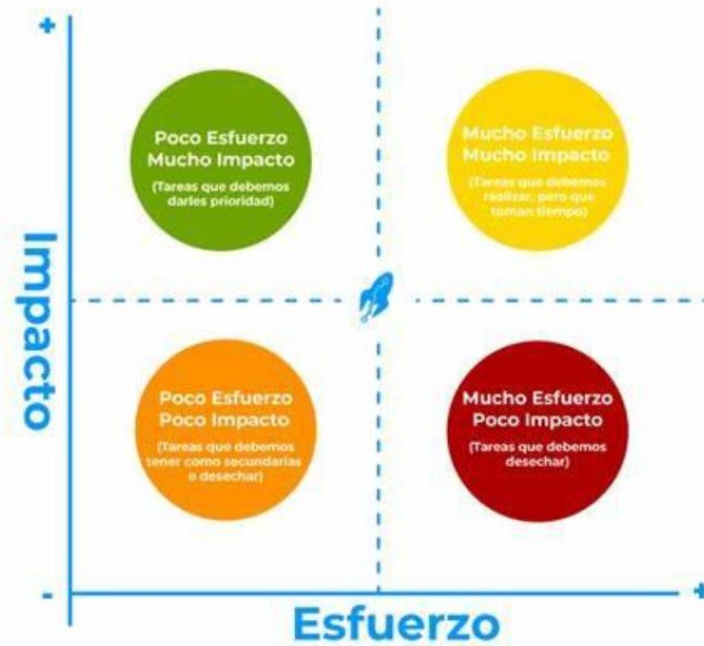 +
Poco Esfuerzo
Mucho Impacto
(Tareas que debemos
darles prioridad)
Mucho Esfuerzo
Mucho Impacto
(Tareas que debemos
realizar, pero que
toman tiempo)
Impacto
Poco Esfuerzo
Poco Impacto
(Tareas que debemos
tener como secundarias
o desechar)
Mucho Esfuerzo
Poco Impacto
(Tareas que debemos
desechar)
-
+
Esfuerzo